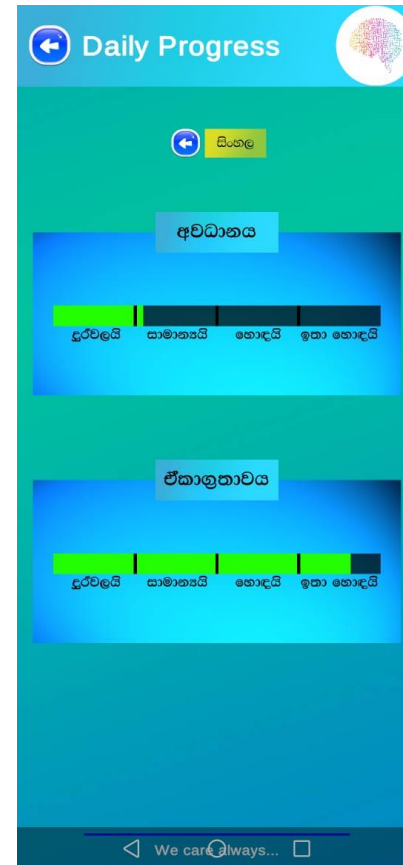 Daily Progress
සිංහල
අවධානය
දුර්වලයි සාමාන්‍යයි හොඳයි ඉතා හොඳයි
ඒකාග්‍රතාවය
දුර්වලයි සාමාන්‍යයි හොඳයි ඉතා හොඳයි
We care always...